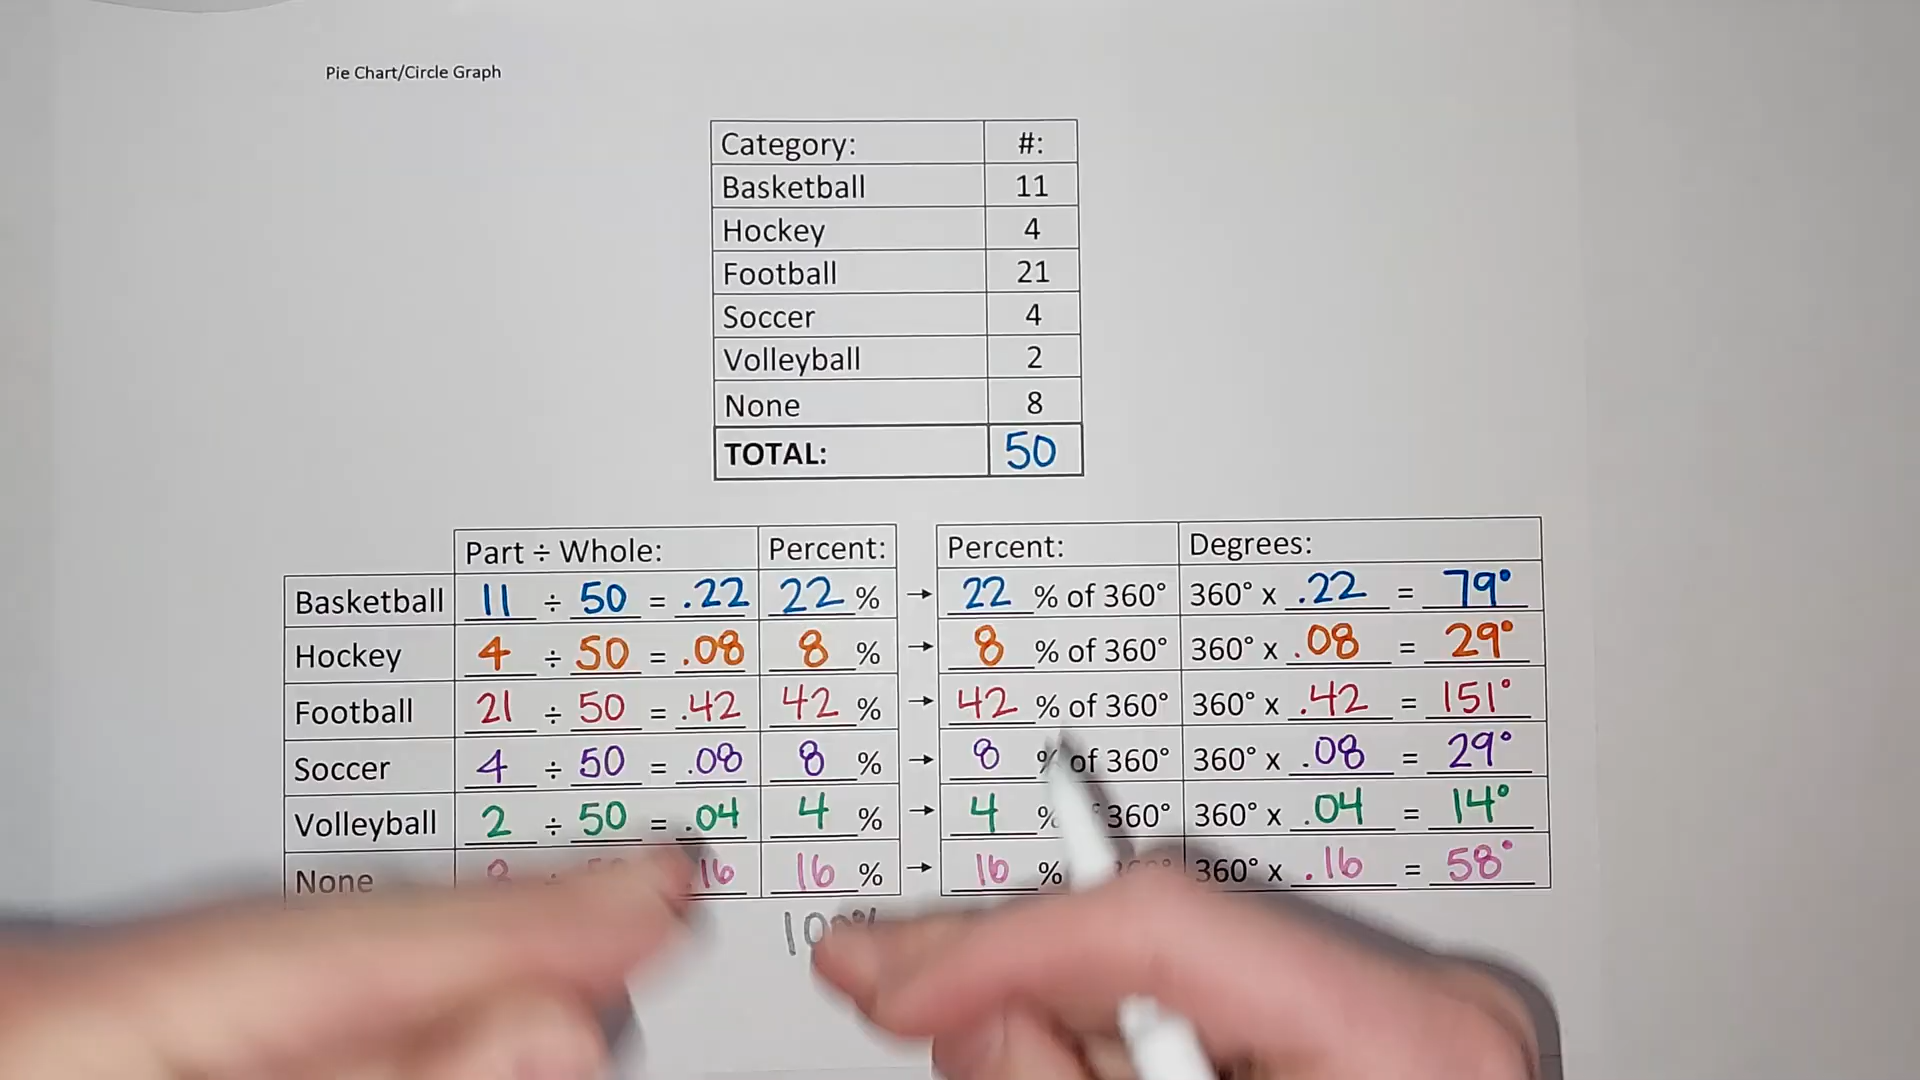 Pie Chart/Circle Graph
Category: #:
Basketball 11
Hockey 4
Football 21
Soccer 4
Volleyball 2
None 8
TOTAL: 50
Part ÷ Whole: Percent: Percent: Degrees:
Basketball 11 ÷ 50 = .22 22 % → 22 % of 360° 360° x .22 = 79°
Hockey 4 ÷ 50 = .08 8 % → 8 % of 360° 360° x .08 = 29°
Football 21 ÷ 50 = .42 42 % → 42 % of 360° 360° x .42 = 151°
Soccer 4 ÷ 50 = .08 8 % → 8 % of 360° 360° x .08 = 29°
Volleyball 2 ÷ 50 = .04 4 % → 4 % 360° 360° x .04 = 14°
None .16 16 % → 16 % 360° x .16 = 58°
100%